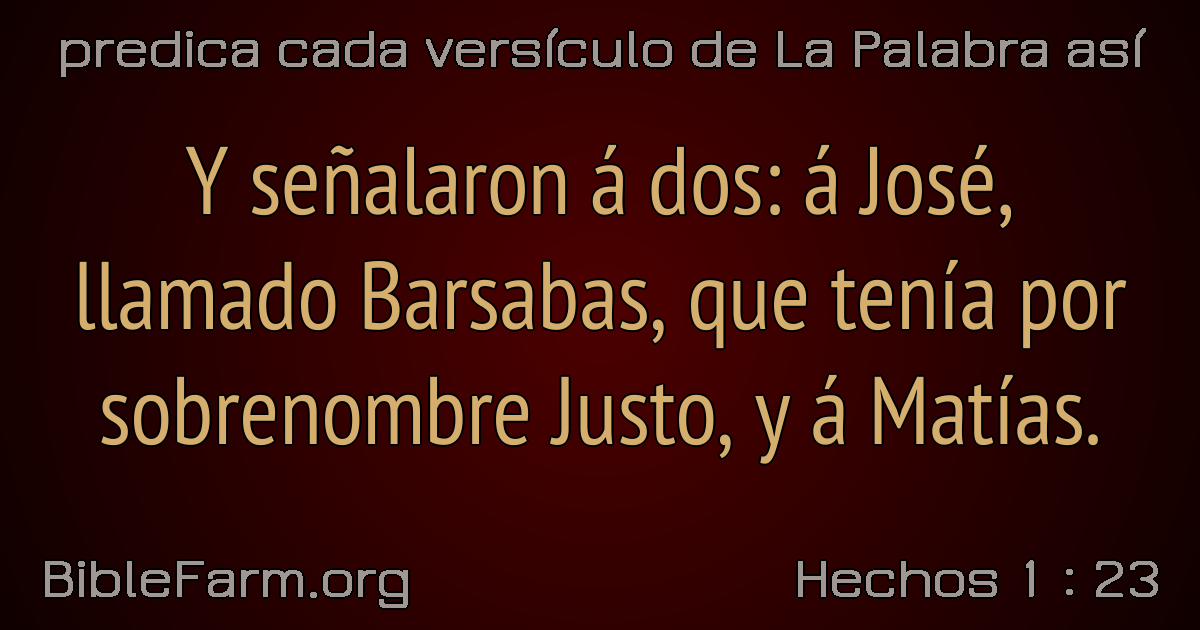 predica cada versículo de La Palabra así
Y señalaron á dos: á José,
llamado Barsabas, que tenía por
sobrenombre Justo, y á Matías.
BibleFarm.org
Hechos 1 : 23